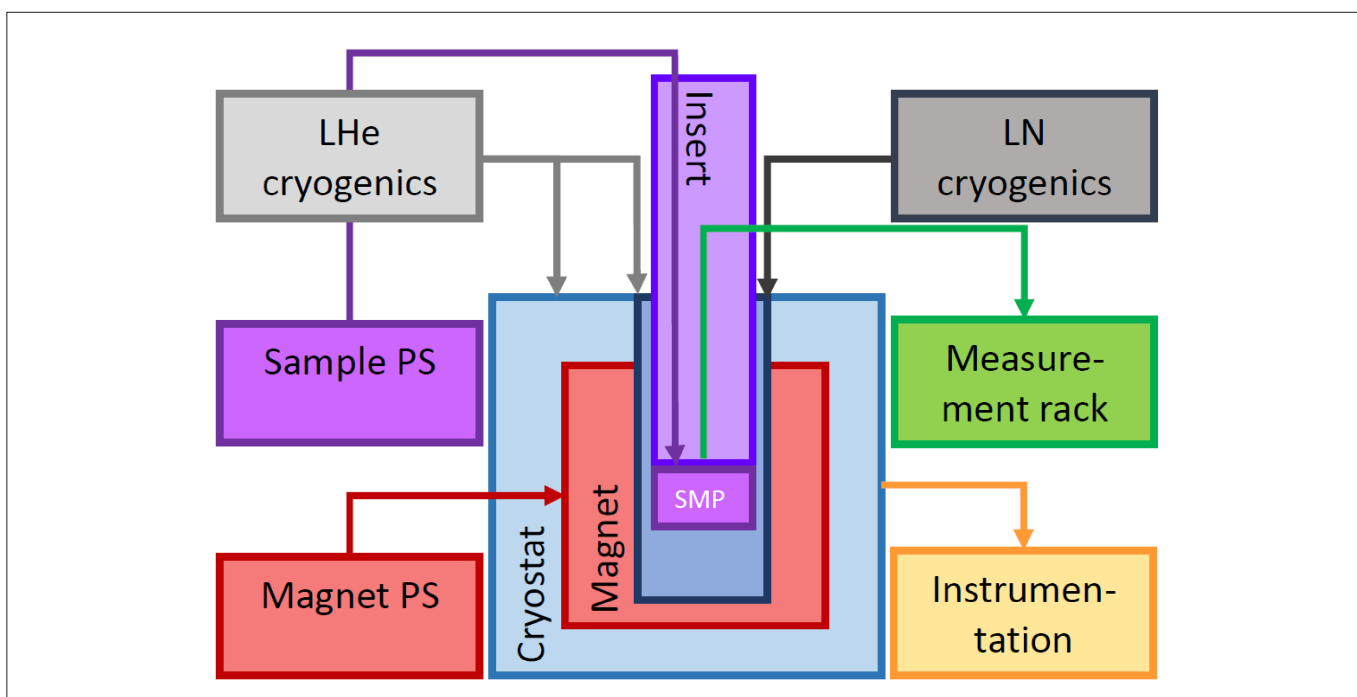 LHe
cryogenics
Insert
LN
cryogenics
Sample PS
Measure-
ment rack
SMP
Magnet
Cryostat
Magnet PS
Instrumen-
tation